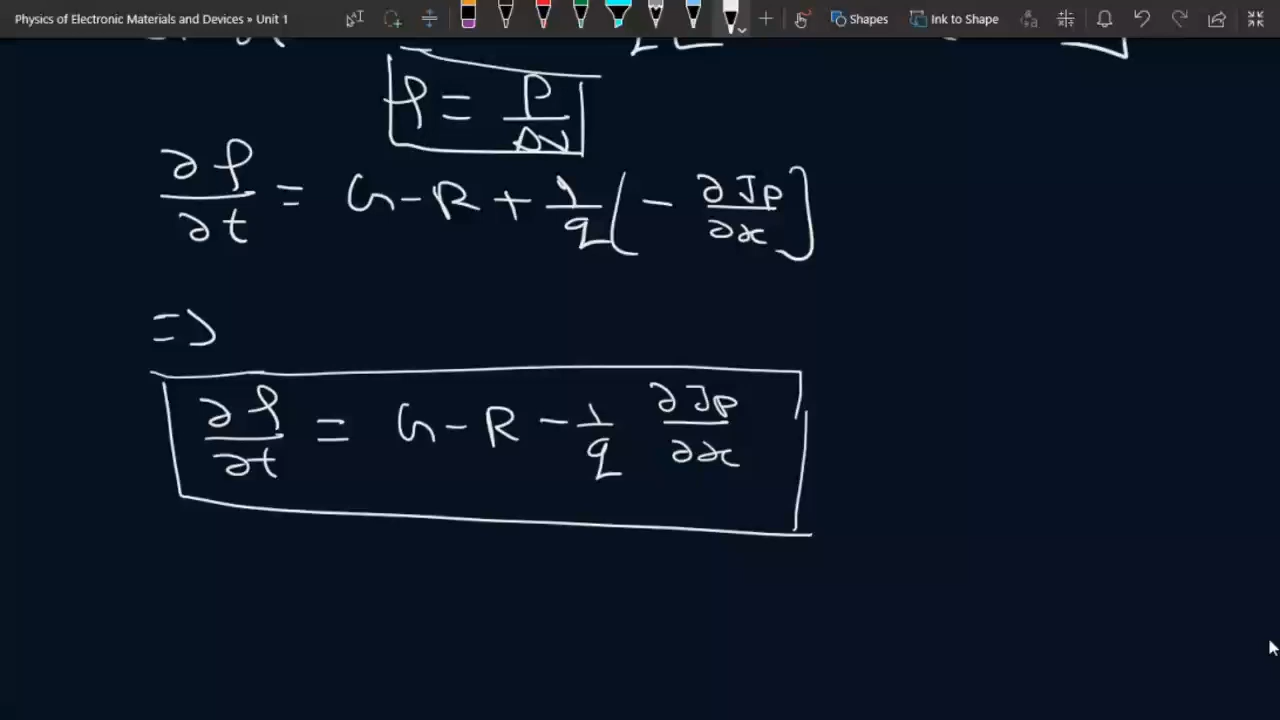 Physics of Electronic Materials and Devices » Unit 1
Shapes
Ink to Shape
ρ = P/ΔV
∂ρ/∂t = G - R + 1/q (- ∂Jp/∂x)
=>
∂ρ/∂t = G - R - 1/q ∂Jp/∂x